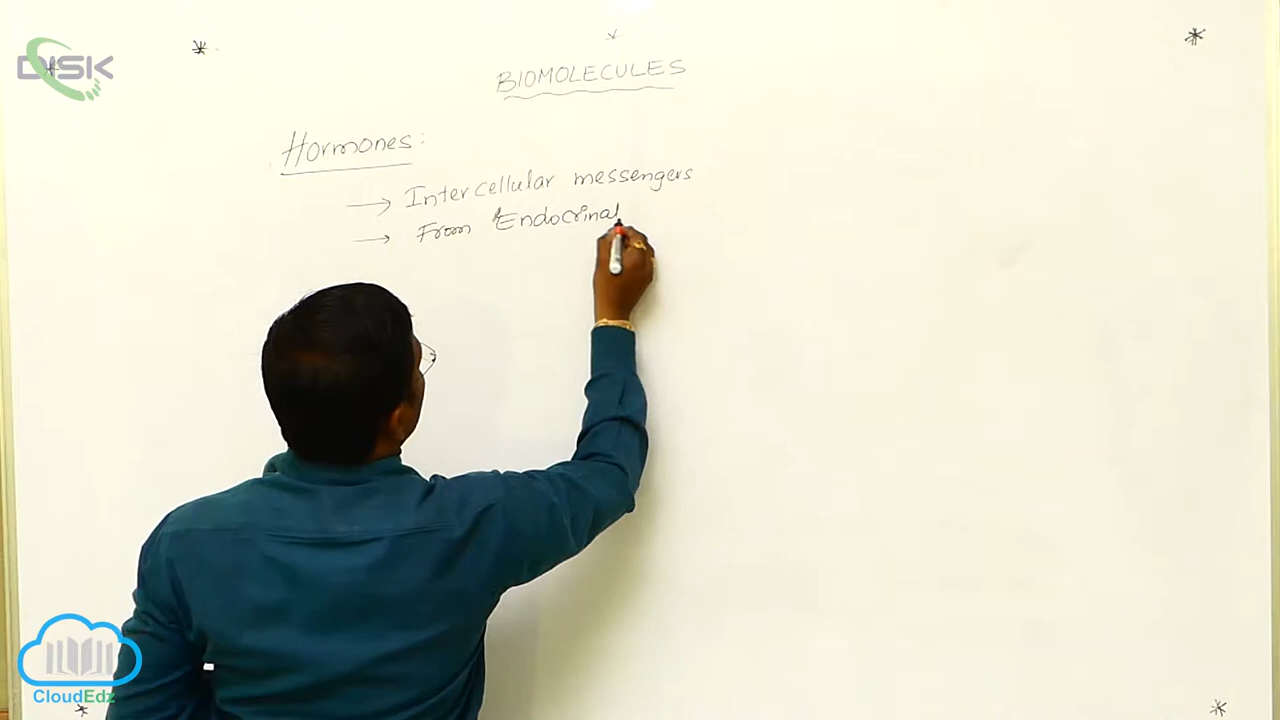 DISK
BIOMOLECULES
Hormones:
→ Intercellular messengers
→ From Endocrinal
CloudEdz